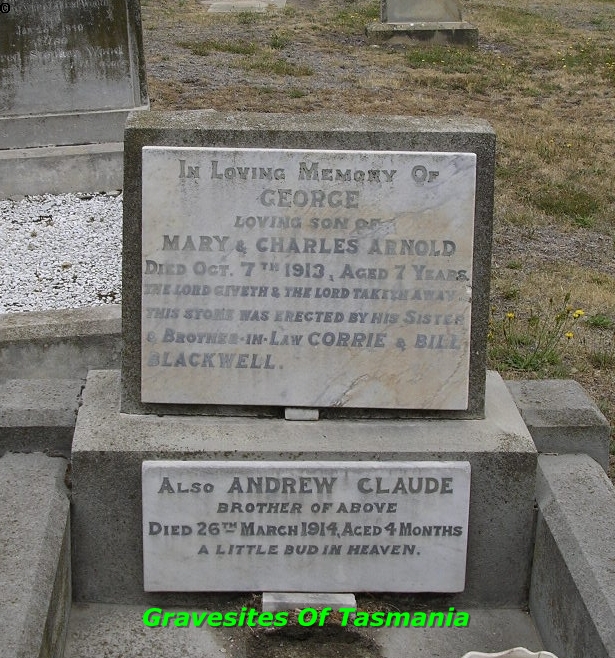 JAN 24 1910
IN LOVING MEMORY OF
GEORGE
LOVING SON OF
MARY & CHARLES ARNOLD
DIED OCT. 7TH 1913, AGED 7 YEARS.
THE LORD GIVETH & THE LORD TAKETH AWAY
THIS STONE WAS ERECTED BY HIS SISTER
& BROTHER-IN-LAW CORRIE & BILL
BLACKWELL.
ALSO ANDREW CLAUDE
BROTHER OF ABOVE
DIED 26TH MARCH 1914, AGED 4 MONTHS
A LITTLE BUD IN HEAVEN.
Gravesites Of Tasmania